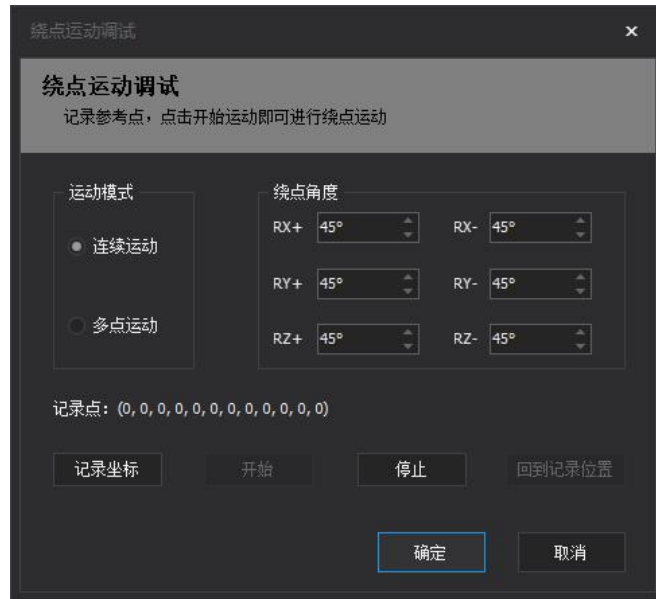 绕点运动调试
绕点运动调试
记录参考点，点击开始运动即可进行绕点运动
运动模式
连续运动
多点运动
绕点角度
RX+ 45° RX- 45°
RY+ 45° RY- 45°
RZ+ 45° RZ- 45°
记录点：(0, 0, 0, 0, 0, 0, 0, 0, 0, 0, 0, 0)
记录坐标 开始 停止 回到记录位置
确定 取消